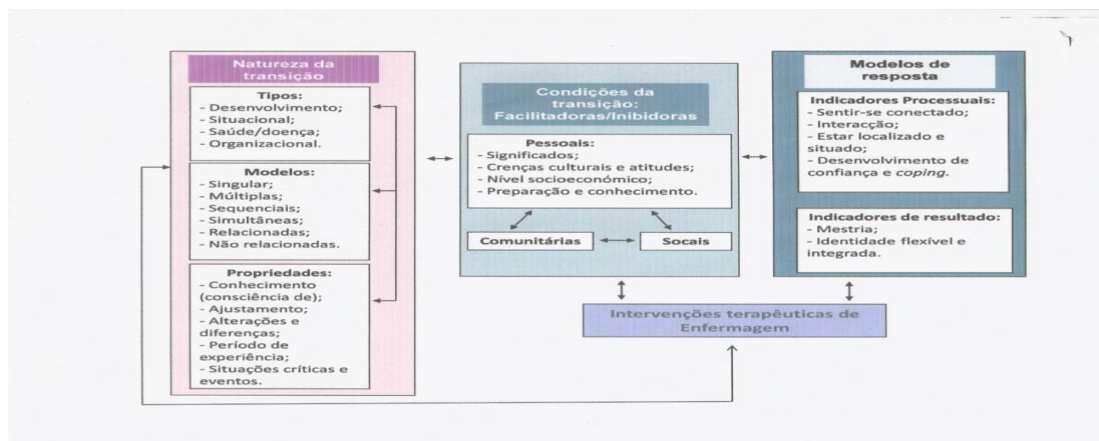 Natureza da
transição
Tipos:
- Desenvolvimento;
- Situacional;
- Saúde/doença;
- Organizacional.
Modelos:
- Singular;
- Múltiplas;
- Sequenciais;
- Simultâneas;
- Relacionadas;
- Não relacionadas.
Propriedades:
- Conhecimento
(consciência de);
- Ajustamento;
- Alterações e
diferenças;
- Período de
experiência;
- Situações críticas e
eventos.
Condições da
transição:
Facilitadoras/Inibidoras
Pessoais:
- Significados;
- Crenças culturais e atitudes;
- Nível socioeconómico;
- Preparação e conhecimento.
Comunitárias
Socais
Modelos de
resposta
Indicadores Processuais:
- Sentir-se conectado;
- Interacção;
- Estar localizado e
situado;
- Desenvolvimento de
confiança e coping.
Indicadores de resultado:
- Mestria;
- Identidade flexível e
integrada.
Intervenções terapêuticas de
Enfermagem